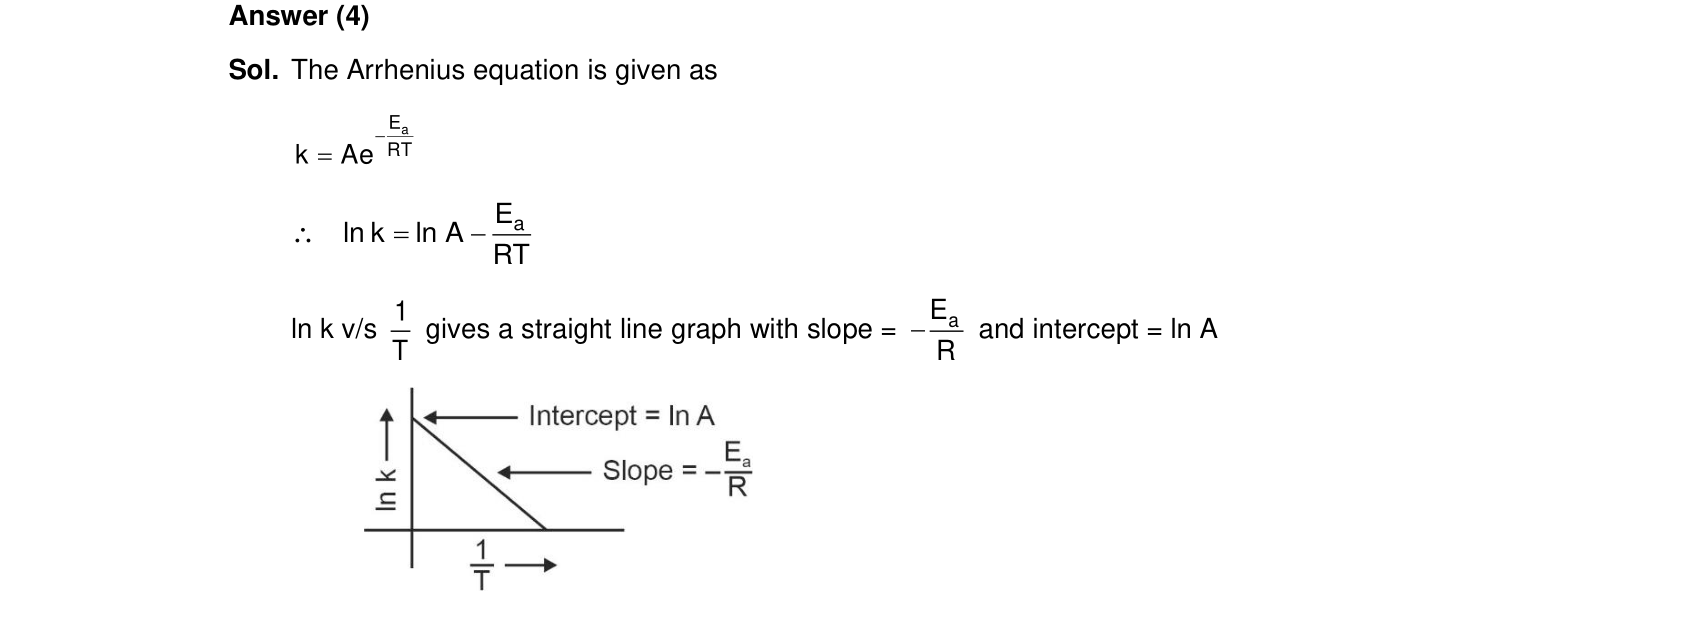 Answer (4)
Sol. The Arrhenius equation is given as
k = Ae^(−Ea/RT)
∴ ln k = ln A − Ea/RT
ln k v/s 1/T gives a straight line graph with slope = −Ea/R and intercept = ln A
Intercept = ln A
Slope = −Ea/R
ln k
1/T